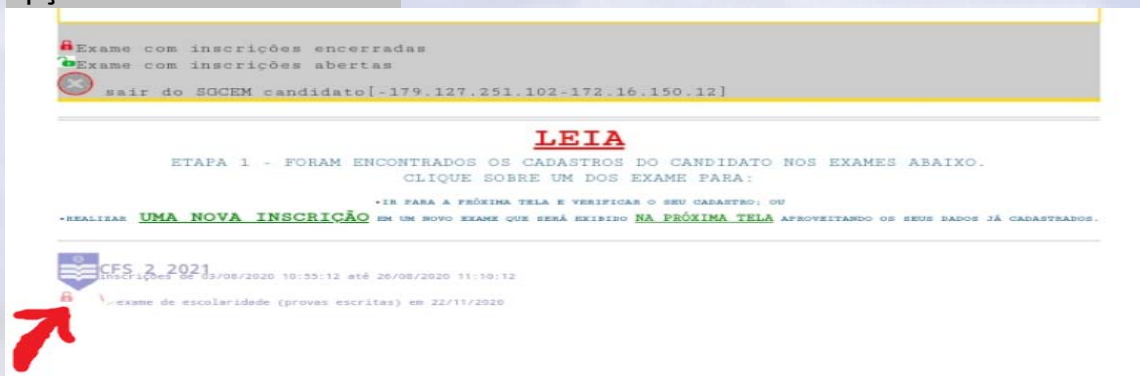 Exame com inscrições encerradas
Exame com inscrições abertas
sair do SGCEM candidato[-179.127.251.102-172.16.150.12]
LEIA
ETAPA 1 - FORAM ENCONTRADOS OS CADASTROS DO CANDIDATO NOS EXAMES ABAIXO.
CLIQUE SOBRE UM DOS EXAME PARA:
•IR PARA A PRÓXIMA TELA E VERIFICAR O SEU CADASTRO; OU
•REALIZAR UMA NOVA INSCRIÇÃO EM UM NOVO EXAME QUE SERÁ EXIBIDO NA PRÓXIMA TELA APROVEITANDO OS SEUS DADOS JÁ CADASTRADOS.
CFS 2 2021
inscrições de 03/08/2020 10:55:12 até 26/08/2020 11:10:12
exame de escolaridade (provas escritas) em 22/11/2020